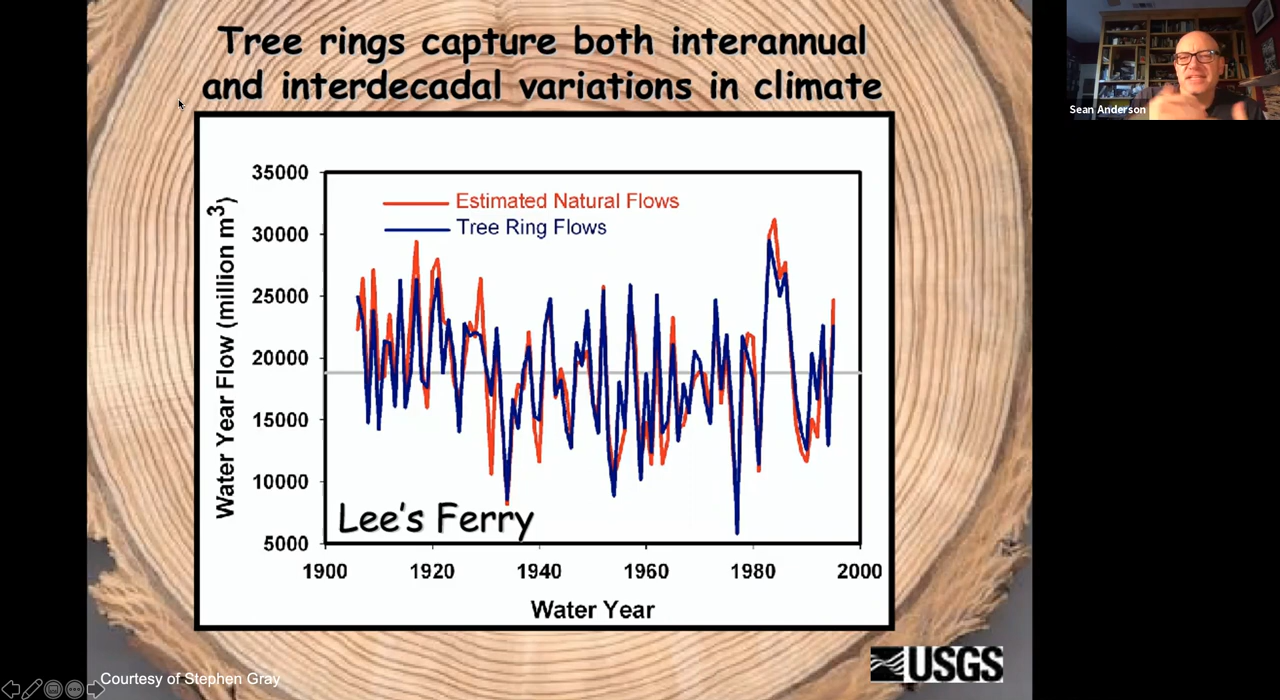 Tree rings capture both interannual
and interdecadal variations in climate
Sean Anderson
35000
30000
25000
20000
15000
10000
5000
Water Year Flow (million m³)
Estimated Natural Flows
Tree Ring Flows
Lee's Ferry
1900 1920 1940 1960 1980 2000
Water Year
USGS
Courtesy of Stephen Gray